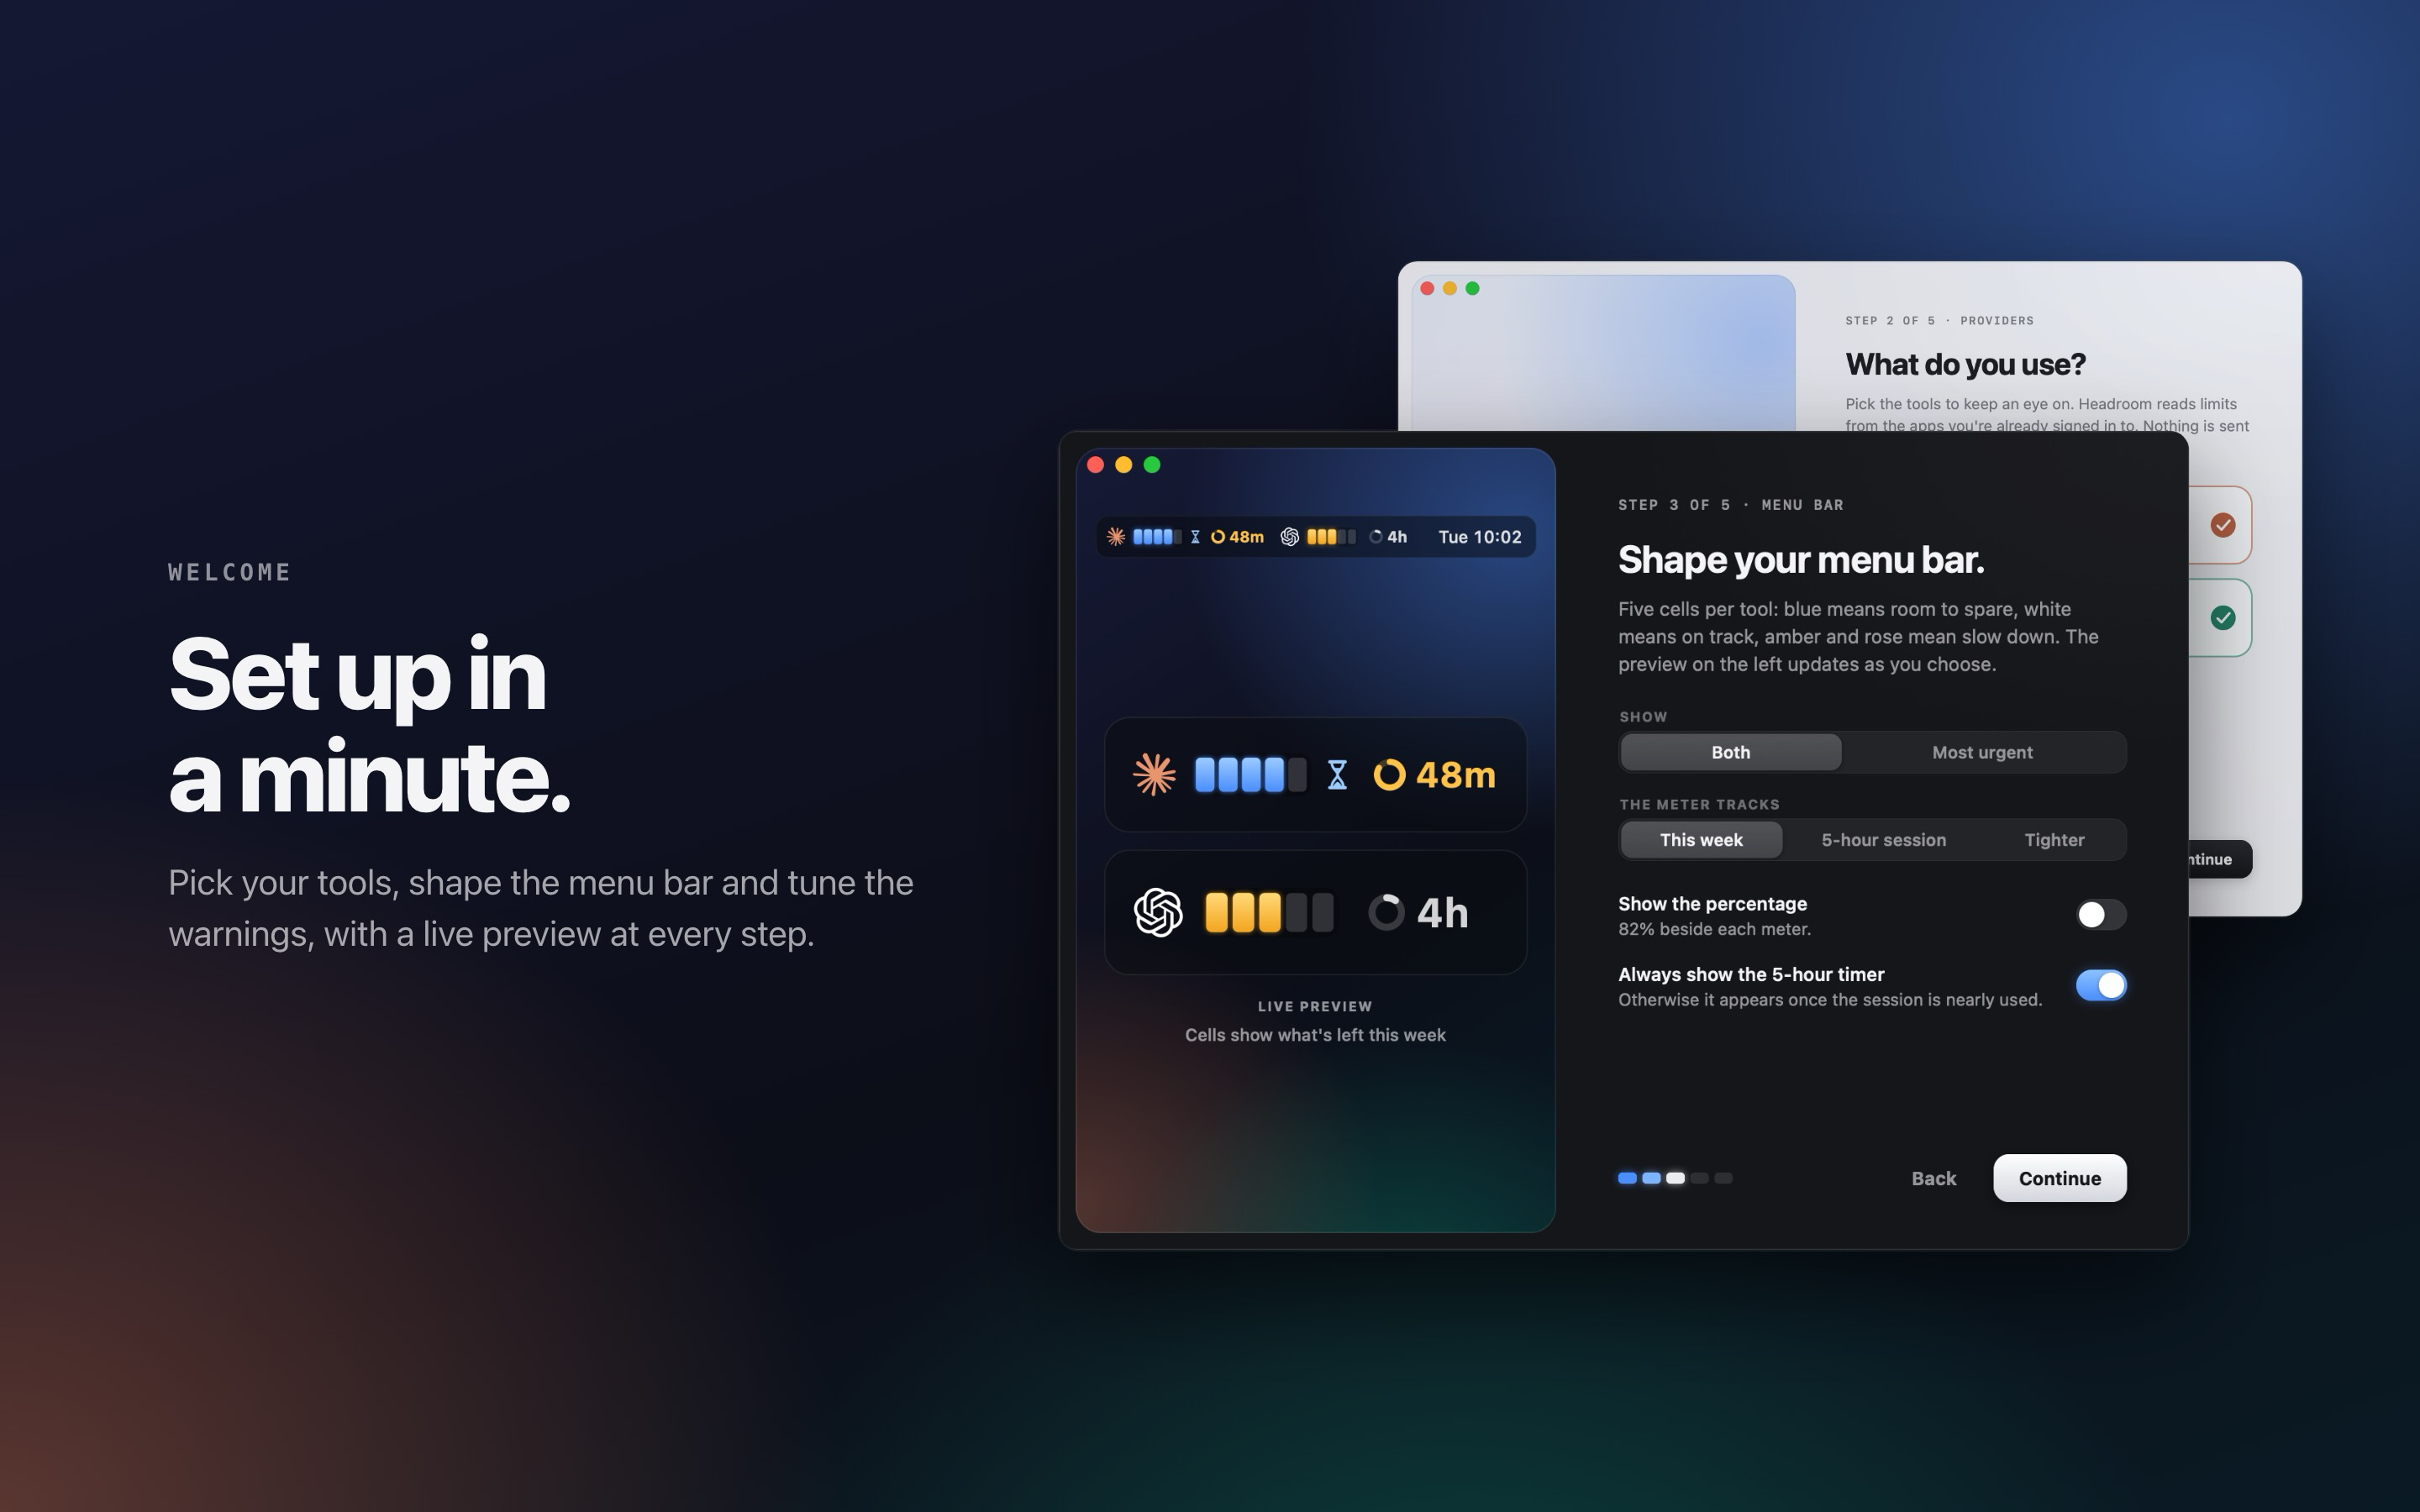 WELCOME
Set up in
a minute.
Pick your tools, shape the menu bar and tune the
warnings, with a live preview at every step.
STEP 2 OF 5 · PROVIDERS
What do you use?
Pick the tools to keep an eye on. Headroom reads limits
from the apps you're already signed in to. Nothing is sent
ntinue
48m
4h
Tue 10:02
48m
4h
LIVE PREVIEW
Cells show what's left this week
STEP 3 OF 5 · MENU BAR
Shape your menu bar.
Five cells per tool: blue means room to spare, white
means on track, amber and rose mean slow down. The
preview on the left updates as you choose.
SHOW
Both
Most urgent
THE METER TRACKS
This week
5-hour session
Tighter
Show the percentage
82% beside each meter.
Always show the 5-hour timer
Otherwise it appears once the session is nearly used.
Back
Continue